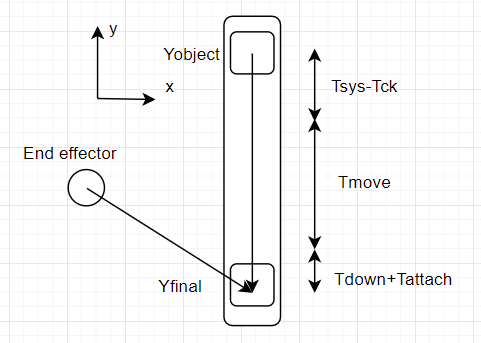 y
Yobject
x
Tsys-Tck
End effector
Tmove
Yfinal
Tdown+Tattach